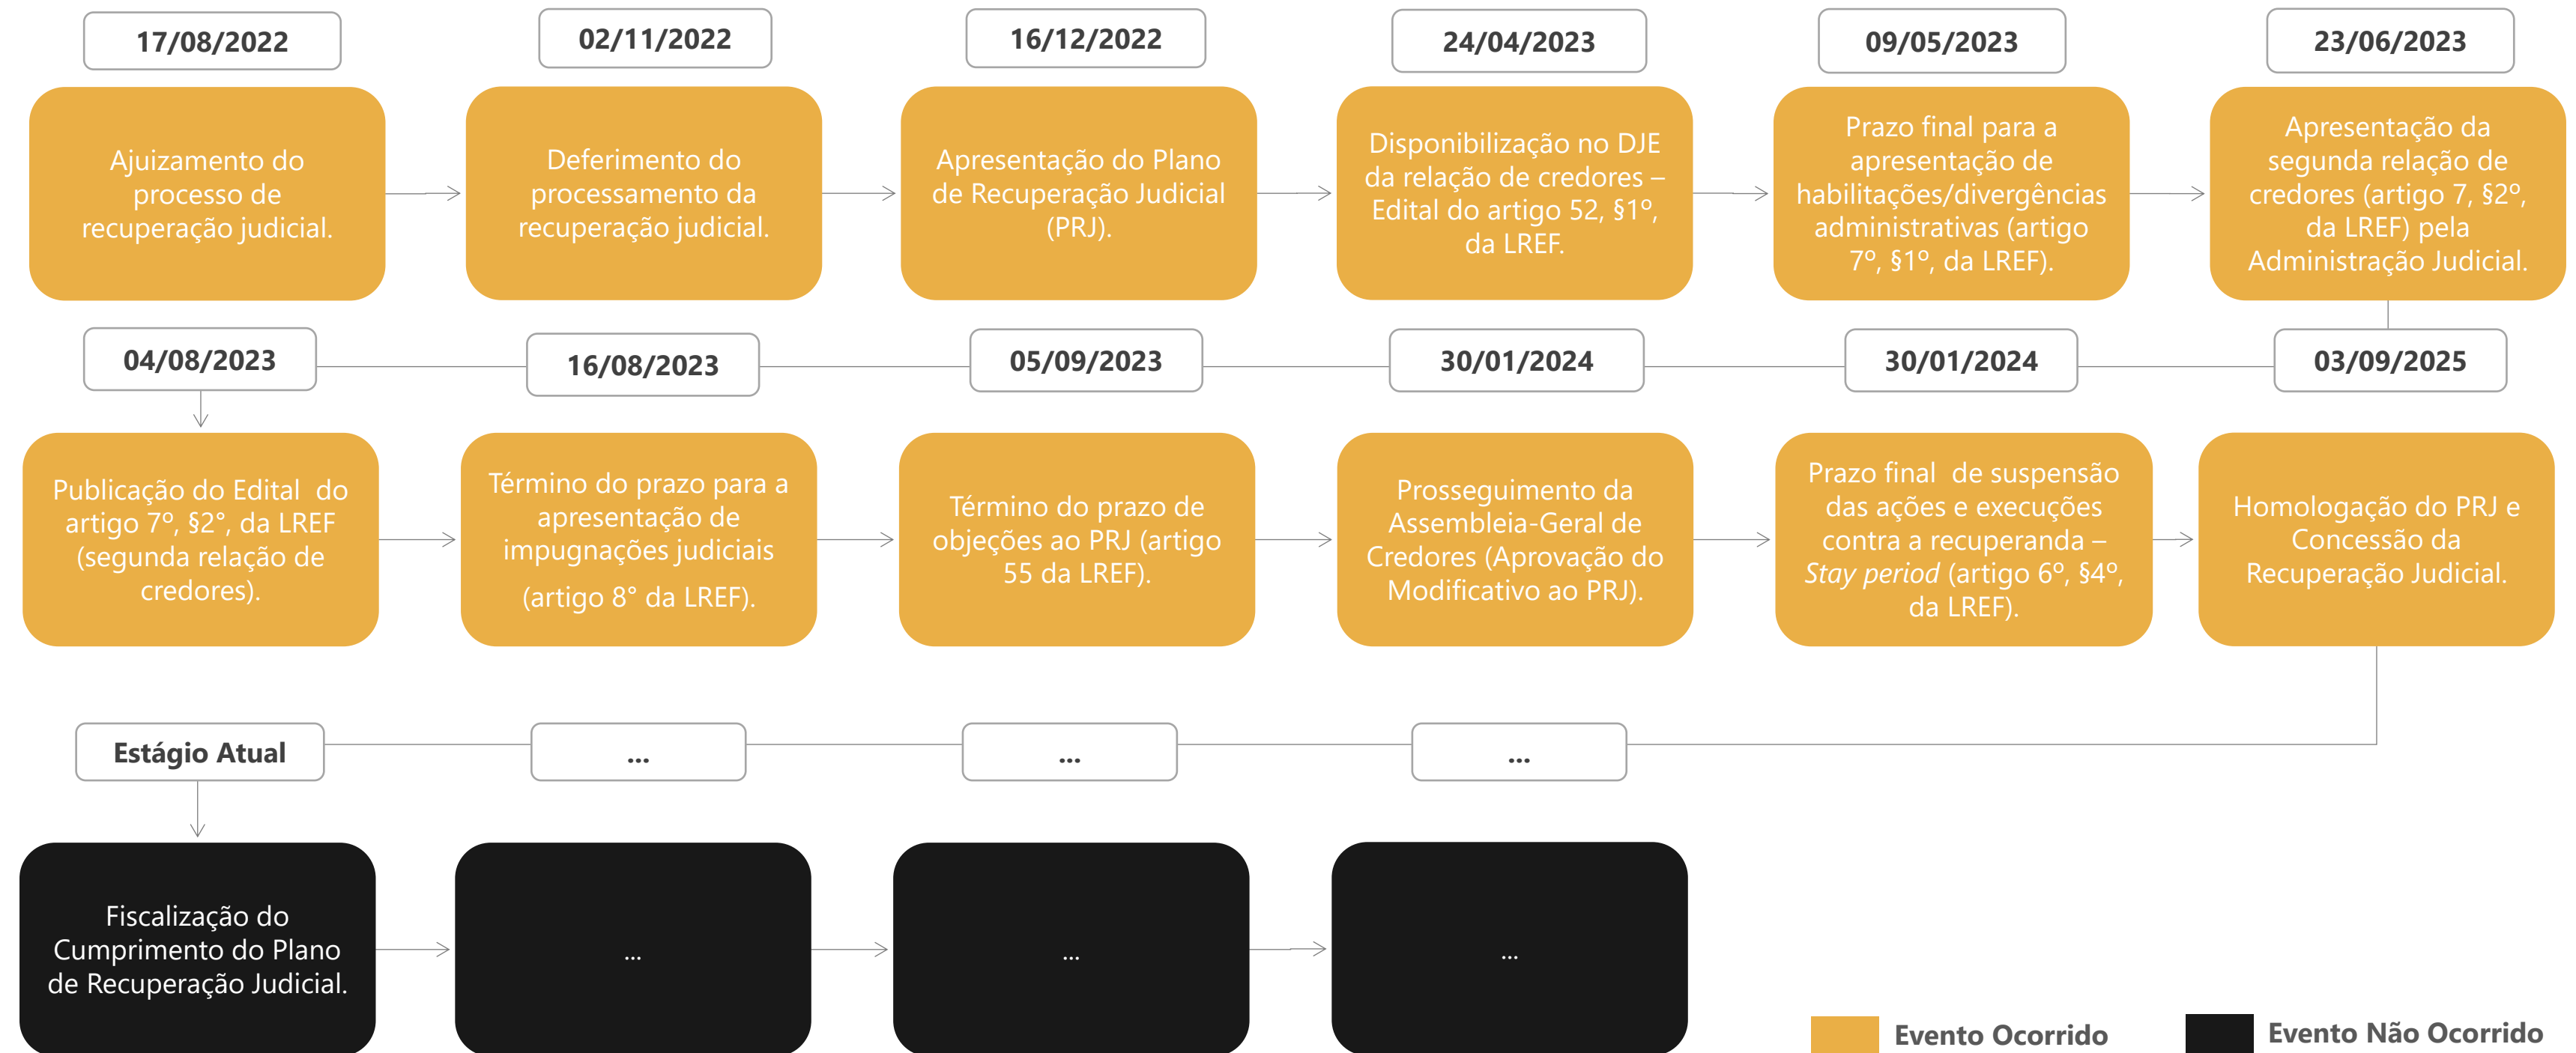 17/08/2022
02/11/2022
16/12/2022
24/04/2023
09/05/2023
23/06/2023
Ajuizamento do
processo de
recuperação judicial.
Deferimento do
processamento da
recuperação judicial.
Apresentação do Plano
de Recuperação Judicial
(PRJ).
Disponibilização no DJE
da relação de credores –
Edital do artigo 52, §1º,
da LREF.
Prazo final para a
apresentação de
habilitações/divergências
administrativas (artigo
7º, §1º, da LREF).
Apresentação da
segunda relação de
credores (artigo 7, §2º,
da LREF) pela
Administração Judicial.
04/08/2023
16/08/2023
05/09/2023
30/01/2024
30/01/2024
03/09/2025
Publicação do Edital do
artigo 7º, §2°, da LREF
(segunda relação de
credores).
Término do prazo para a
apresentação de
impugnações judiciais
(artigo 8° da LREF).
Término do prazo de
objeções ao PRJ (artigo
55 da LREF).
Prosseguimento da
Assembleia-Geral de
Credores (Aprovação do
Modificativo ao PRJ).
Prazo final de suspensão
das ações e execuções
contra a recuperanda –
Stay period (artigo 6º, §4º,
da LREF).
Homologação do PRJ e
Concessão da
Recuperação Judicial.
Estágio Atual
...
...
...
Fiscalização do
Cumprimento do Plano
de Recuperação Judicial.
...
...
...
Evento Ocorrido
Evento Não Ocorrido